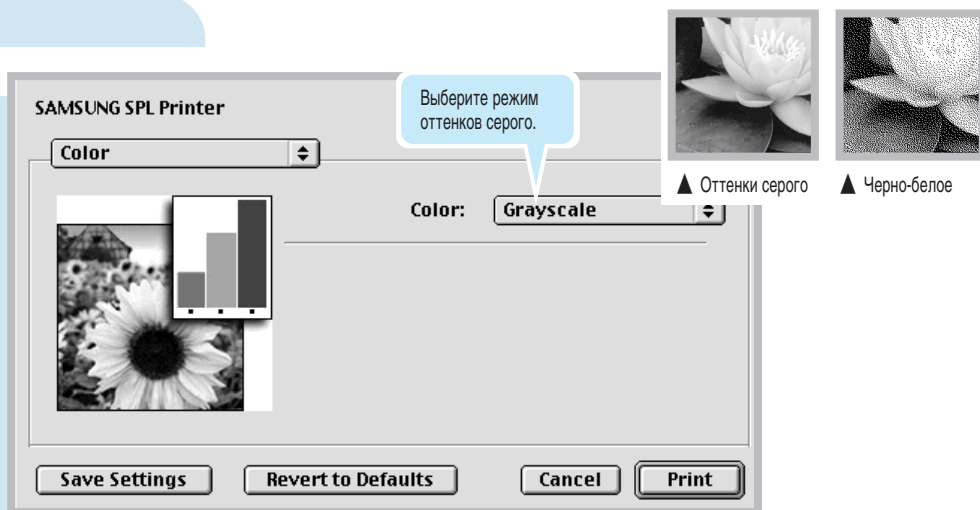 SAMSUNG SPL Printer
Выберите режим
оттенков серого.
Color
▲ Оттенки серого
▲ Черно-белое
Color:
Grayscale
Save Settings
Revert to Defaults
Cancel
Print